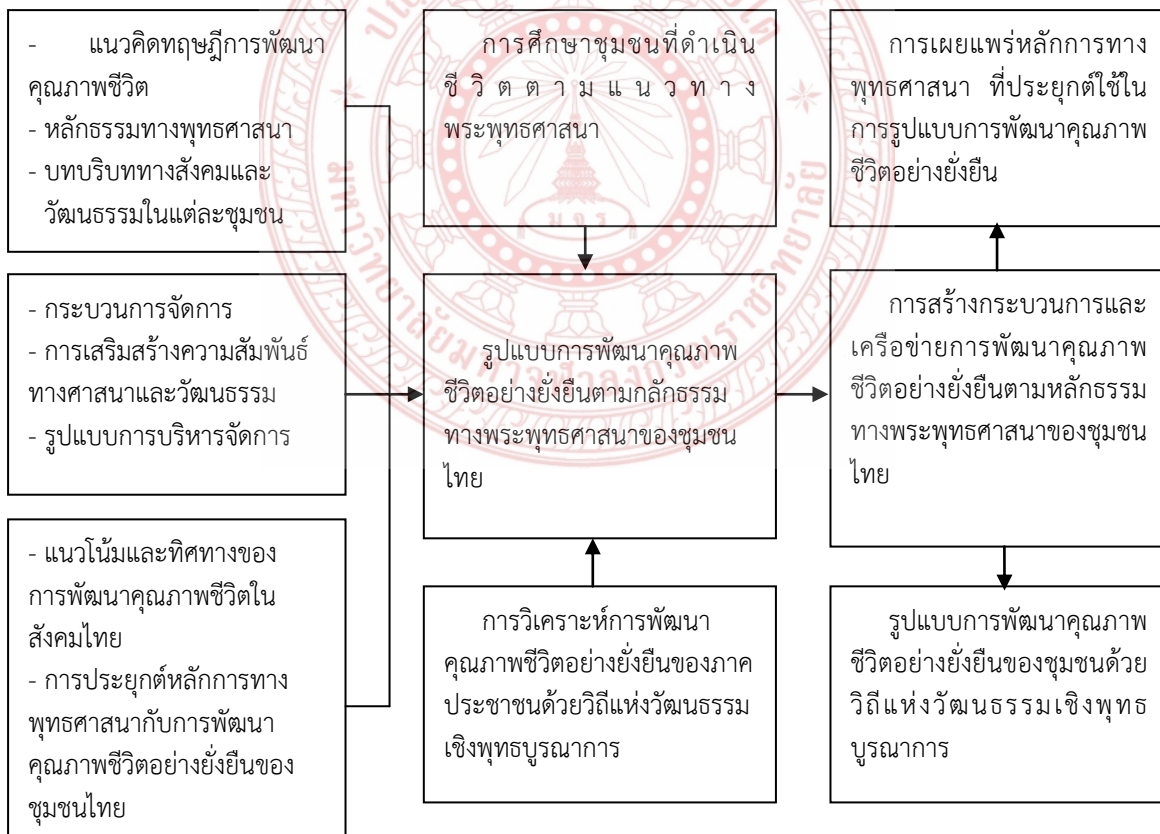 - แนวคิดทฤษฎีการพัฒนา
คุณภาพชีวิต
- หลักธรรมทางพุทธศาสนา
- บทบริบททางสังคมและ
วัฒนธรรมในแต่ละชุมชน
- กระบวนการจัดการ
- การเสริมสร้างความสัมพันธ์
ทางศาสนาและวัฒนธรรม
- รูปแบบการบริหารจัดการ
- แนวโน้มและทิศทางของ
การพัฒนาคุณภาพชีวิตใน
สังคมไทย
- การประยุกต์หลักการทาง
พุทธศาสนากับการพัฒนา
คุณภาพชีวิตอย่างยั่งยืนของ
ชุมชนไทย
การศึกษาชุมชนที่ดำเนิน
ชีวิตตามแนวทาง
พระพุทธศาสนา
รูปแบบการพัฒนาคุณภาพ
ชีวิตอย่างยั่งยืนตามกลักธรรม
ทางพระพุทธศาสนาของชุมชน
ไทย
การวิเคราะห์การพัฒนา
คุณภาพชีวิตอย่างยั่งยืนของภาค
ประชาชนด้วยวิถีแห่งวัฒนธรรม
เชิงพุทธบูรณาการ
การเผยแพร่หลักการทาง
พุทธศาสนา ที่ประยุกต์ใช้ใน
การรูปแบบการพัฒนาคุณภาพ
ชีวิตอย่างยั่งยืน
การสร้างกระบวนการและ
เครือข่ายการพัฒนาคุณภาพ
ชีวิตอย่างยั่งยืนตามหลักธรรม
ทางพระพุทธศาสนาของชุมชน
ไทย
รูปแบบการพัฒนาคุณภาพ
ชีวิตอย่างยั่งยืนของชุมชนด้วย
วิถีแห่งวัฒนธรรมเชิงพุทธ
บูรณาการ
มจร
มหาวิทยาลัยมหาจุฬาลงกรณราชวิทยาลัย